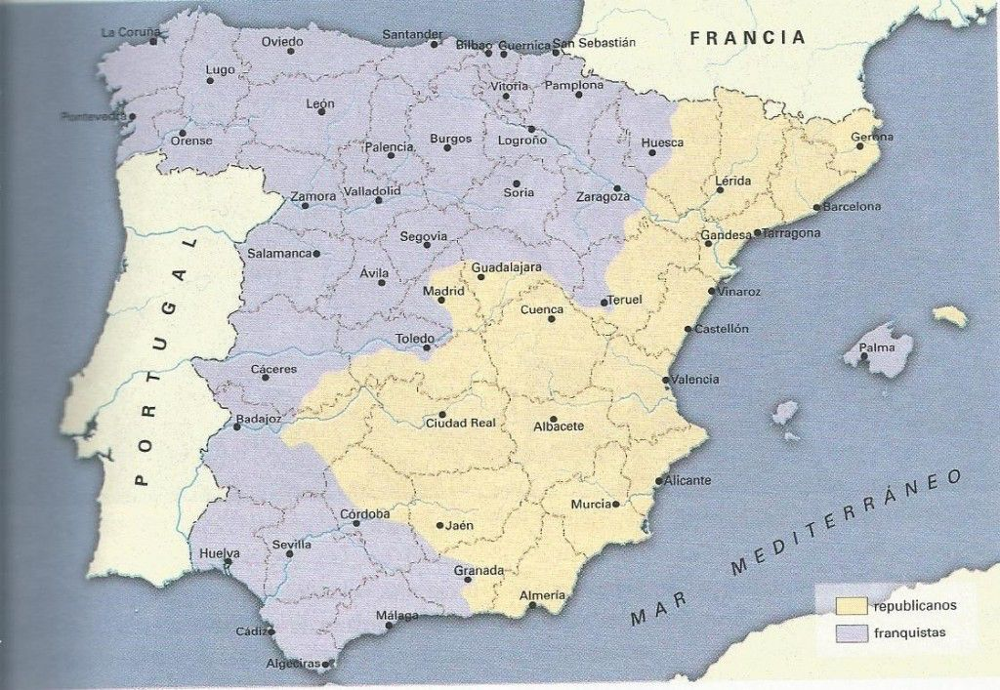 La Coruña
Oviedo
Santander
Bilbao
Guernica
San Sebastián
FRANCIA
Lugo
León
Vitoria
Pamplona
Pontevedra
Orense
Palencia
Burgos
Logroño
Huesca
Gerona
Zamora
Valladolid
Soria
Zaragoza
Lérida
Barcelona
Salamanca
Segovia
Gandesa
Tarragona
Ávila
Guadalajara
Madrid
Cuenca
Teruel
Vinaroz
PORTUGAL
Toledo
Castellón
Palma
Cáceres
Valencia
Badajoz
Ciudad Real
Albacete
Alicante
Murcia
Córdoba
Jaén
MAR MEDITERRÁNEO
Huelva
Sevilla
Granada
Almería
Málaga
Cádiz
Algeciras
republicanos
franquistas